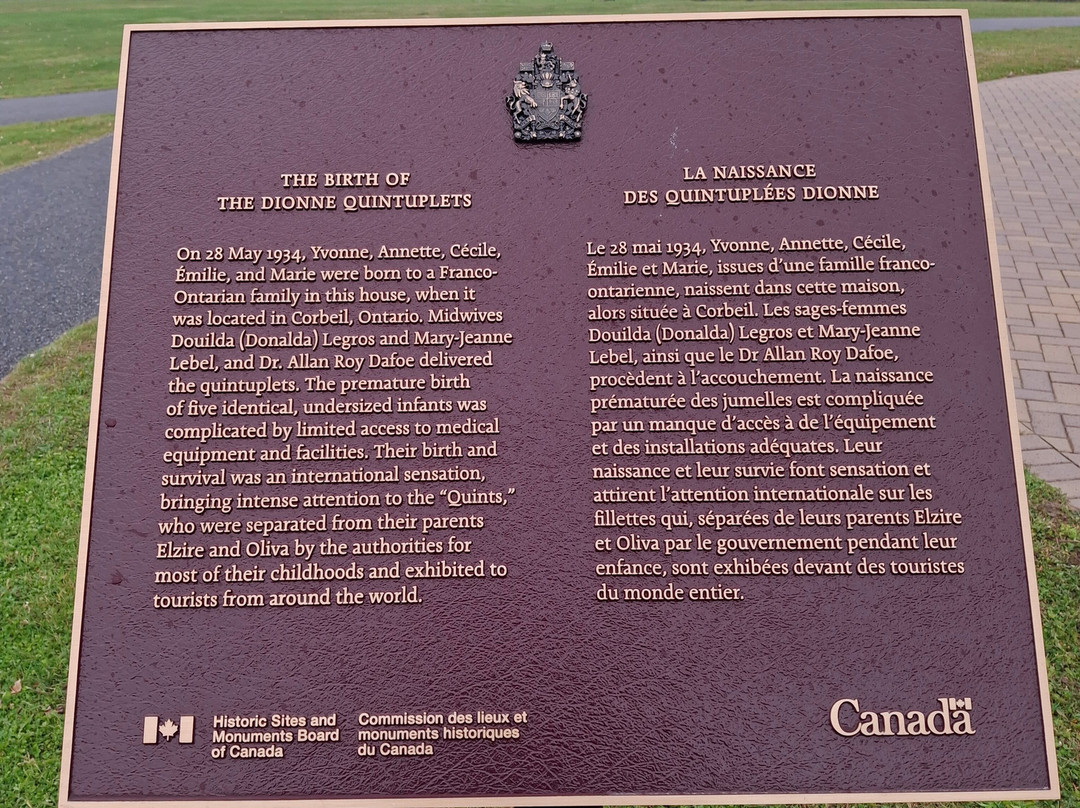 THE BIRTH OF
THE DIONNE QUINTUPLETS
On 28 May 1934, Yvonne, Annette, Cécile,
Émilie, and Marie were born to a Franco-
Ontarian family in this house, when it
was located in Corbeil, Ontario. Midwives
Douilda (Donalda) Legros and Mary-Jeanne
Lebel, and Dr. Allan Roy Dafoe delivered
the quintuplets. The premature birth
of five identical, undersized infants was
complicated by limited access to medical
equipment and facilities. Their birth and
survival was an international sensation,
bringing intense attention to the “Quints,”
who were separated from their parents
Elzire and Oliva by the authorities for
most of their childhoods and exhibited to
tourists from around the world.
LA NAISSANCE
DES QUINTUPLÉES DIONNE
Le 28 mai 1934, Yvonne, Annette, Cécile,
Émilie et Marie, issues d’une famille franco-
ontarienne, naissent dans cette maison,
alors située à Corbeil. Les sages-femmes
Douilda (Donalda) Legros et Mary-Jeanne
Lebel, ainsi que le Dr Allan Roy Dafoe,
procèdent à l’accouchement. La naissance
prématurée des jumelles est compliquée
par un manque d’accès à de l’équipement
et des installations adéquates. Leur
naissance et leur survie font sensation et
attirent l’attention internationale sur les
fillettes qui, séparées de leurs parents Elzire
et Oliva par le gouvernement pendant leur
enfance, sont exhibées devant des touristes
du monde entier.
Historic Sites and
Monuments Board
of Canada
Commission des lieux et
monuments historiques
du Canada
Canada